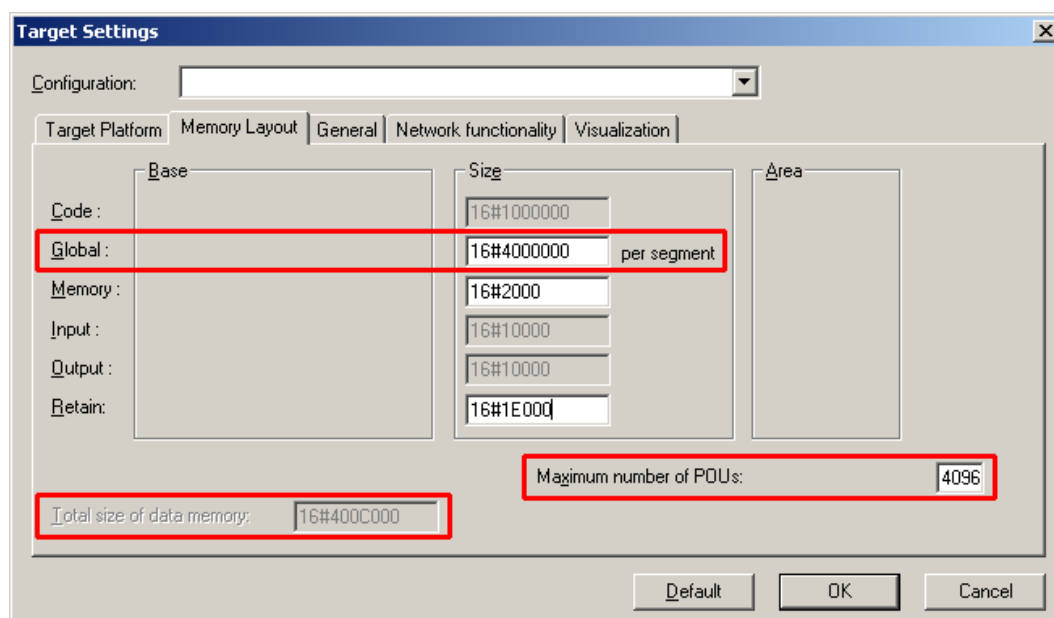 Target Settings
Configuration:
Target Platform Memory Layout General Network functionality Visualization
Base Size Area
Code : 16#1000000
Global : 16#4000000 per segment
Memory : 16#2000
Input : 16#10000
Output : 16#10000
Retain: 16#1E000
Maximum number of POUs: 4096
Total size of data memory: 16#400C000
Default OK Cancel